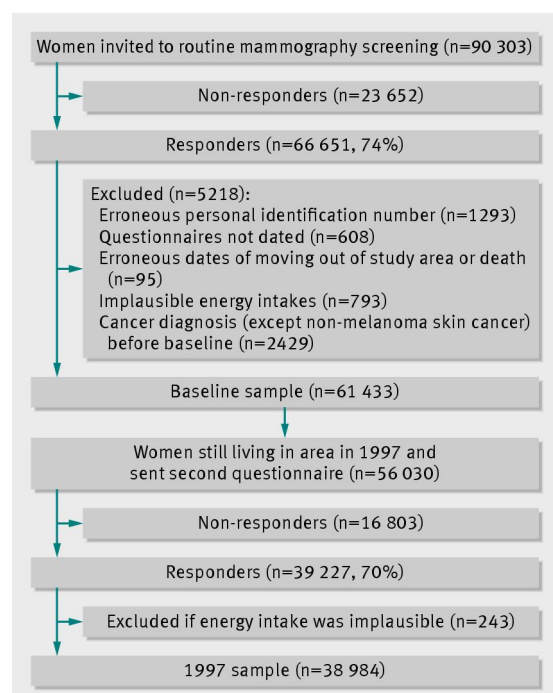 Women invited to routine mammography screening (n=90 303)
Non-responders (n=23 652)
Responders (n=66 651, 74%)
Excluded (n=5218):
Erroneous personal identification number (n=1293)
Questionnaires not dated (n=608)
Erroneous dates of moving out of study area or death
(n=95)
Implausible energy intakes (n=793)
Cancer diagnosis (except non-melanoma skin cancer)
before baseline (n=2429)
Baseline sample (n=61 433)
Women still living in area in 1997 and
sent second questionnaire (n=56 030)
Non-responders (n=16 803)
Responders (n=39 227, 70%)
Excluded if energy intake was implausible (n=243)
1997 sample (n=38 984)